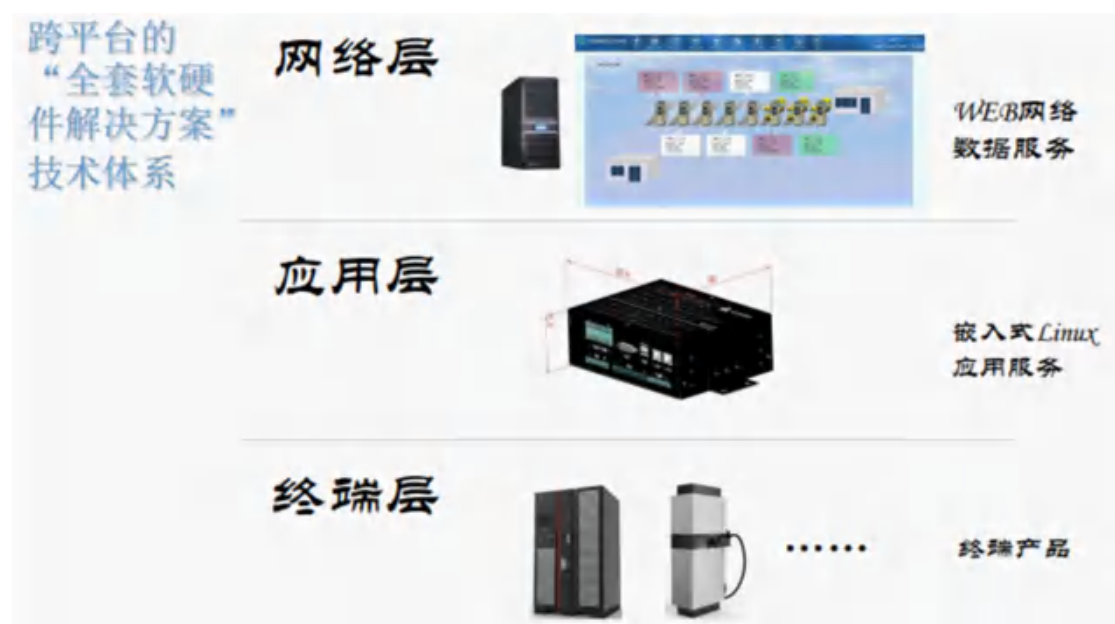 跨平台的
“全套软硬
件解决方案”
技术体系
网络层
WEB网络
数据服务
应用层
嵌入式Linux
应用服务
终端层
······
终端产品